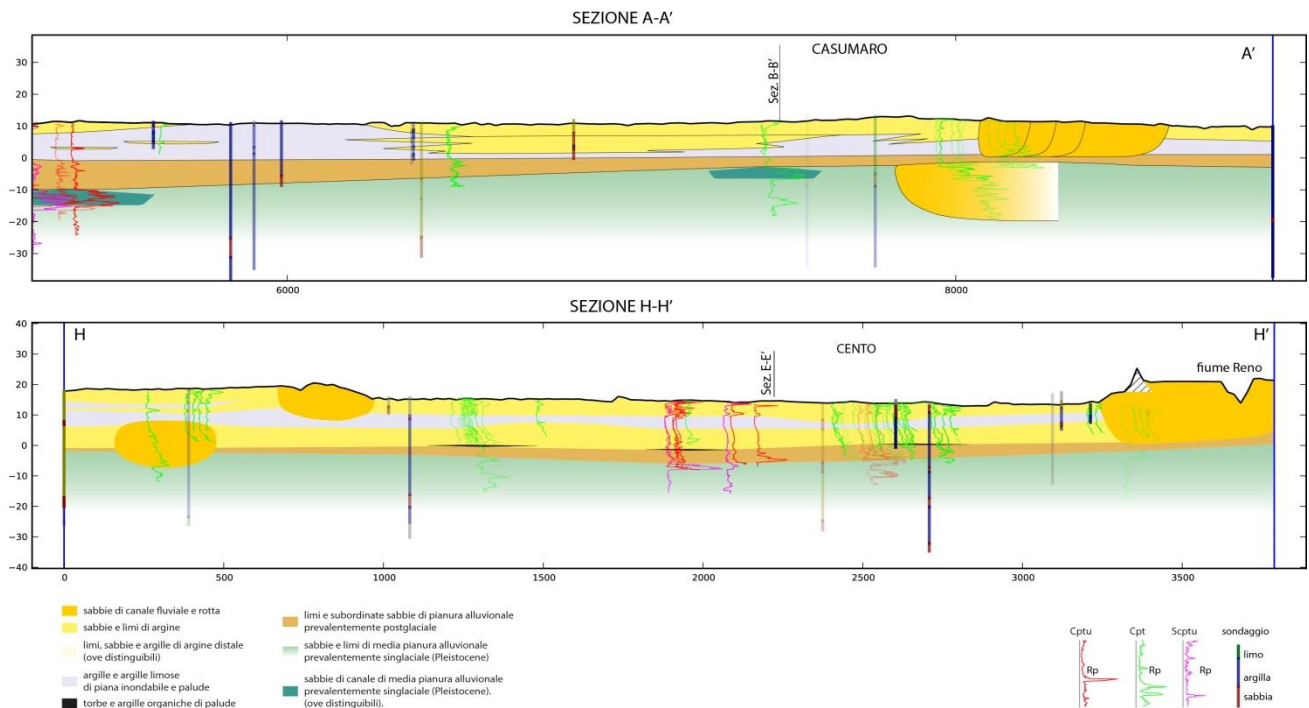 SEZIONE A-A'
30
20
10
0
−10
−20
−30
Sez. B-B'
CASUMARO
A'
6000
8000
SEZIONE H-H'
40
30
20
10
0
−10
−20
−30
−40
H
Sez. E-E'
CENTO
H'
fiume Reno
0
500
1000
1500
2000
2500
3000
3500
sabbie di canale fluviale e rotta
sabbie e limi di argine
limi, sabbie e argille di argine distale
(ove distinguibili)
argille e argille limose
di piana inondabile e palude
torbe e argille organiche di palude
limi e subordinate sabbie di pianura alluvionale
prevalentemente postglaciale
sabbie e limi di media pianura alluvionale
prevalentemente singlaciale (Pleistocene)
sabbie di canale di media pianura alluvionale
prevalentemente singlaciale (Pleistocene).
(ove distinguibili).
Cptu
Rp
Cpt
Rp
Scptu
Rp
sondaggio
limo
argilla
sabbia